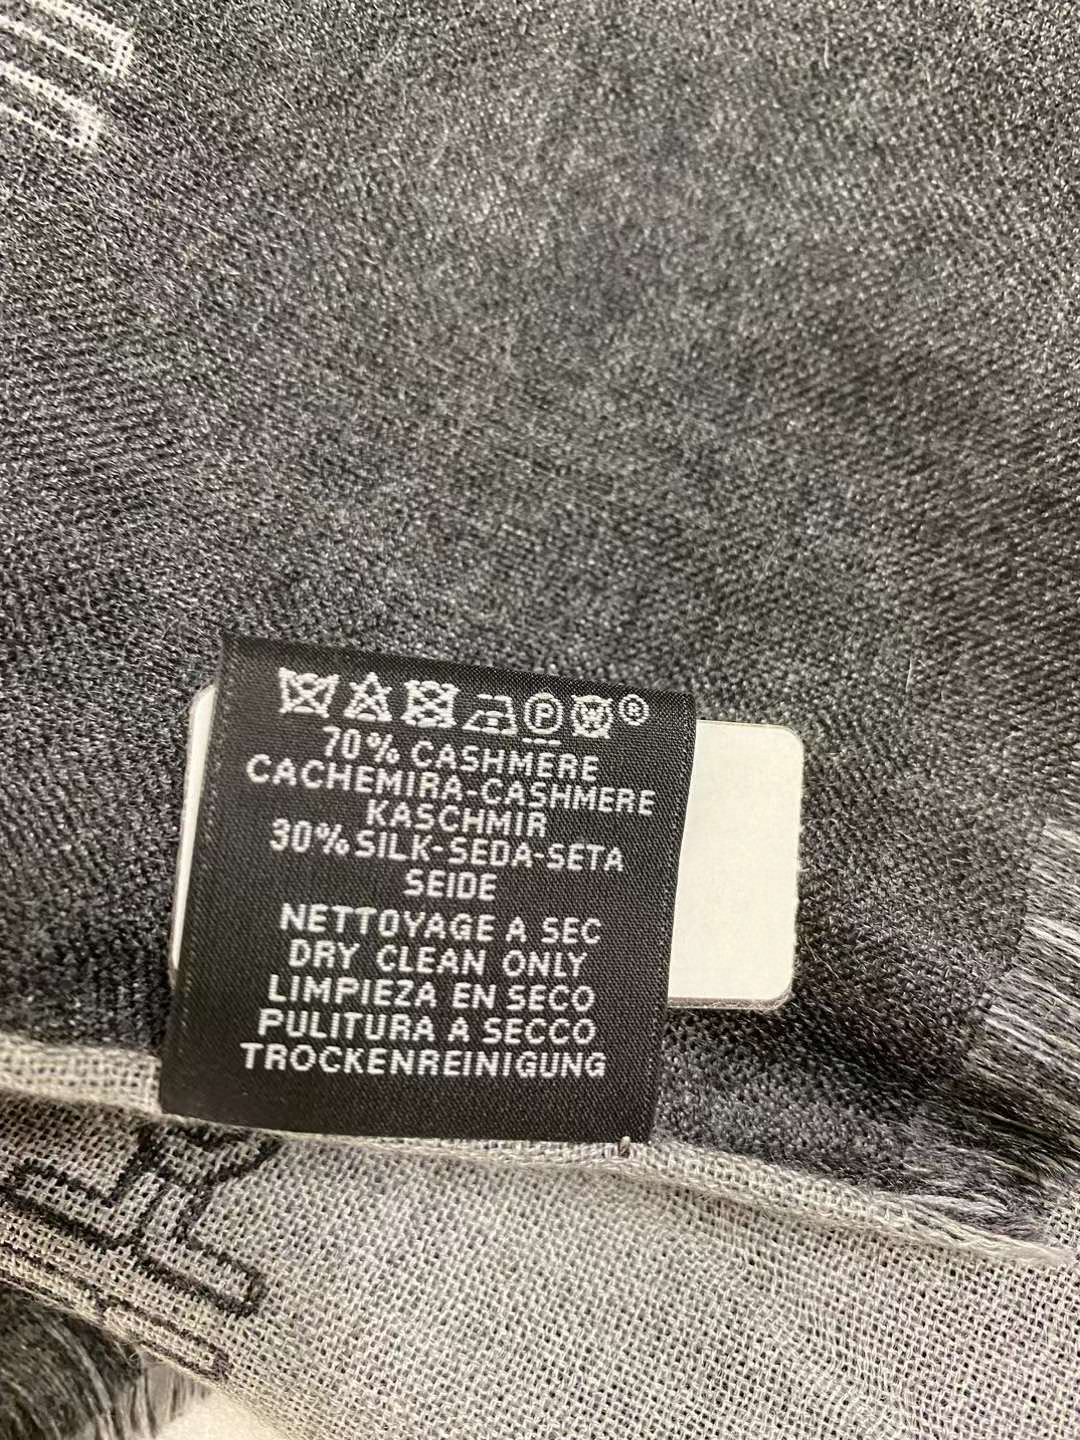 P W ®
70% CASHMERE
CACHEMIRA-CASHMERE
KASCHMIR
30% SILK-SEDA-SETA
SEIDE
NETTOYAGE A SEC
DRY CLEAN ONLY
LIMPIEZA EN SECO
PULITURA A SECCO
TROCKENREINIGUNG